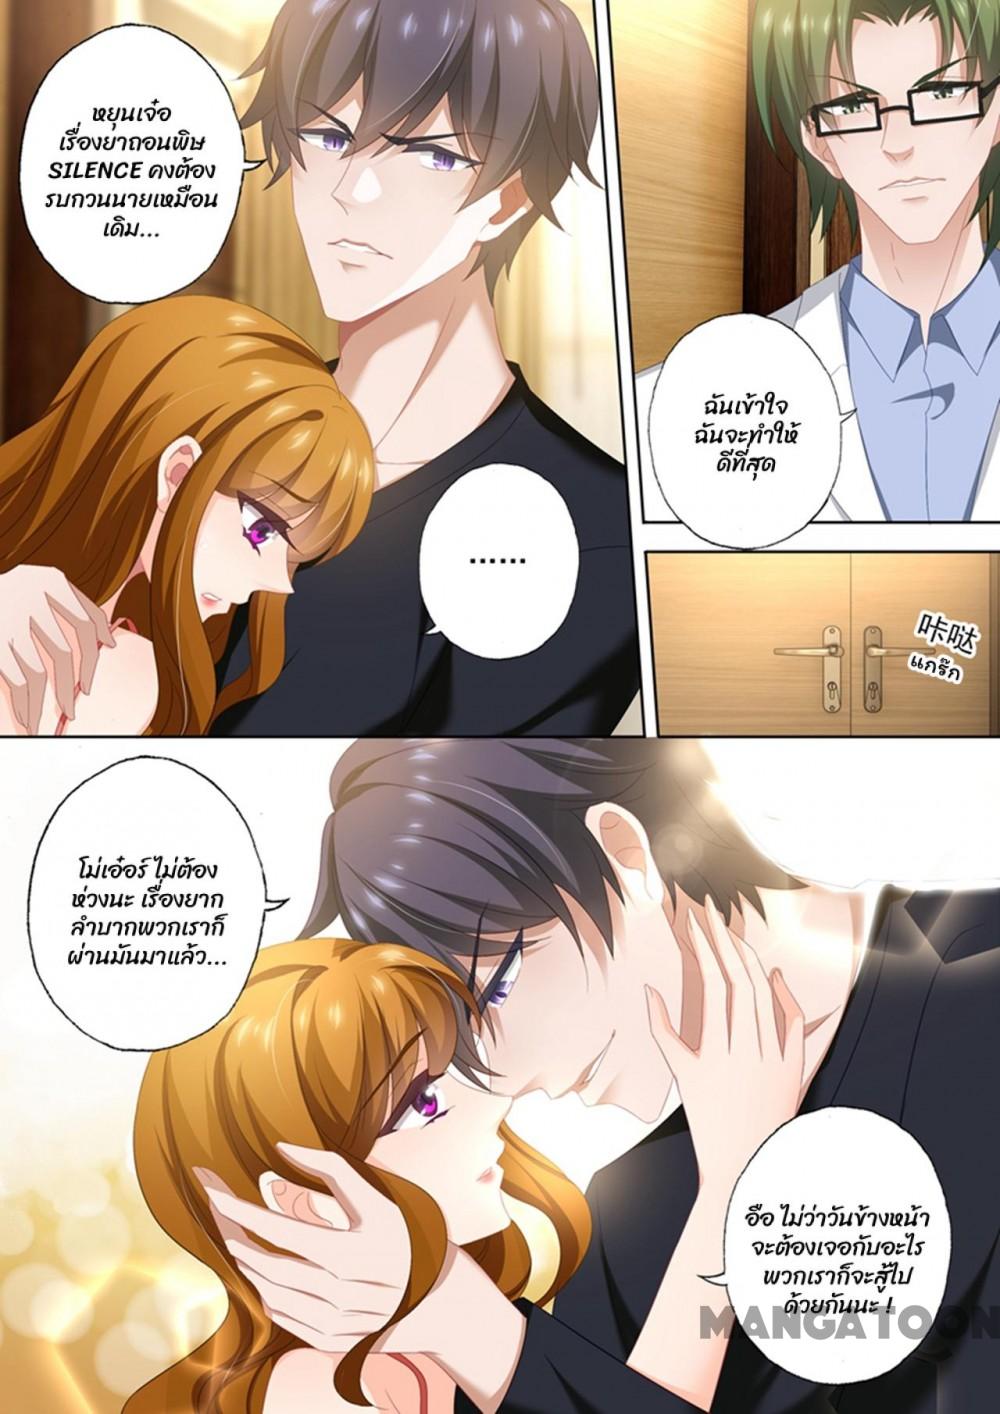 หยุนเจ๋อ
เรื่องยาถอนพิษ
SILENCE คงต้อง
รบกวนนายเหมือน
เดิม...
ฉันเข้าใจ
ฉันจะทำให้
ดีที่สุด
......
咔哒
แกร๊ก
โม่เอ๋อร์ ไม่ต้อง
ห่วงนะ เรื่องยาก
ลำบากพวกเราก็
ผ่านมันมาแล้ว...
อือ ไม่ว่าวันข้างหน้า
จะต้องเจอกับอะไร
พวกเราก็จะสู้ไป
ด้วยกันนะ !
MANGATOON